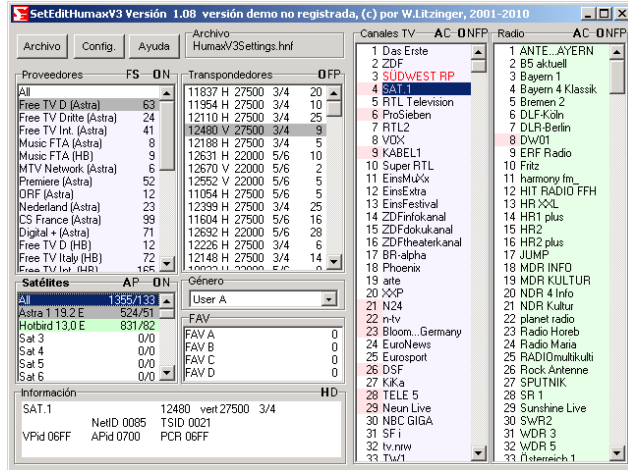 SetEditHumaxV3 Versión 1.08 versión demo no registrada, (c) por W.Litzinger, 2001-2010
Archivo Config. Ayuda
Archivo
HumaxV3Settings.hnf
Proveedores FS ON
All
Free TV D (Astra) 63
Free TV Dritte (Astra) 24
Free TV Int. (Astra) 41
Music FTA (Astra) 8
Music FTA (HB) 9
MTV Network (Astra) 6
Premiere (Astra) 52
ORF (Astra) 12
Nederland (Astra) 23
CS France (Astra) 99
Digital + (Astra) 71
Free TV D (HB) 12
Free TV Italy (HB) 72
Free TV Int. (HB) 165
Transpondedores OFP
11837 H 27500 3/4 20
11954 H 27500 3/4 10
12110 H 27500 3/4 25
12480 V 27500 3/4 9
12188 H 27500 3/4 5
12631 H 22000 5/6 10
12670 V 22000 5/6 2
12552 V 22000 5/6 5
11054 H 27500 5/6 5
12399 H 27500 3/4 25
11604 H 27500 5/6 16
12692 H 22000 5/6 28
12226 H 27500 3/4 6
12148 H 27500 3/4 14
Satélites AP ON
All 1355/133
Astra 1 19.2 E 524/51
Hotbird 13,0 E 831/82
Sat 3 0/0
Sat 4 0/0
Sat 5 0/0
Sat 6 0/0
Género
User A
FAV
FAV A 0
FAV B 0
FAV C 0
FAV D 0
Información HD
SAT.1 12480 vert 27500 3/4
NetID 0085 TSID 0021
VPid 06FF APid 0700 PCR 06FF
Canales TV AC ONFP
1 Das Erste
2 ZDF
3 SÜDWEST RP
4 SAT.1
5 RTL Television
6 ProSieben
7 RTL2
8 VOX
9 KABEL1
10 Super RTL
11 EinsMuXx
12 EinsExtra
13 EinsFestival
14 ZDFinfokanal
15 ZDFdokukanal
16 ZDFtheaterkanal
17 BR-alpha
18 Phoenix
19 arte
20 XXP
21 N24
22 n-tv
23 Bloom...Germany
24 EuroNews
25 Eurosport
26 DSF
27 KiKa
28 TELE 5
29 Neun Live
30 NBC GIGA
31 SF i
32 tv.nrw
33 TW1
Radio AC ONFP
1 ANTE...AYERN
2 B5 aktuell
3 Bayern 1
4 Bayern 4 Klassik
5 Bremen 2
6 DLF-Köln
7 DLR-Berlin
8 DW01
9 ERF Radio
10 Fritz
11 harmony fm_
12 HIT RADIO FFH
13 HR XXL
14 HR1 plus
15 HR2
16 HR2 plus
17 JUMP
18 MDR INFO
19 MDR KULTUR
20 NDR 4 Info
21 NDR Kultur
22 planet radio
23 Radio Horeb
24 Radio Maria
25 RADIOmultikulti
26 Rock Antenne
27 SPUTNIK
28 SR 1
29 Sunshine Live
30 SWR2
31 WDR 3
32 WDR 5
33 Österreich 1